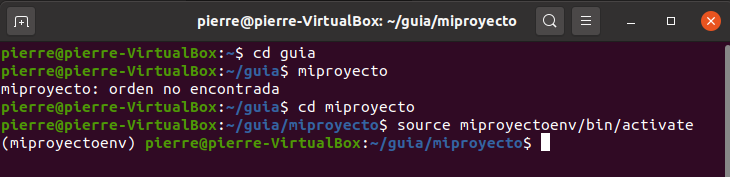 pierre@pierre-VirtualBox: ~/guia/miproyecto
pierre@pierre-VirtualBox:~$ cd guia
pierre@pierre-VirtualBox:~/guia$ miproyecto
miproyecto: orden no encontrada
pierre@pierre-VirtualBox:~/guia$ cd miproyecto
pierre@pierre-VirtualBox:~/guia/miproyecto$ source miproyectoenv/bin/activate
(miproyectoenv) pierre@pierre-VirtualBox:~/guia/miproyecto$